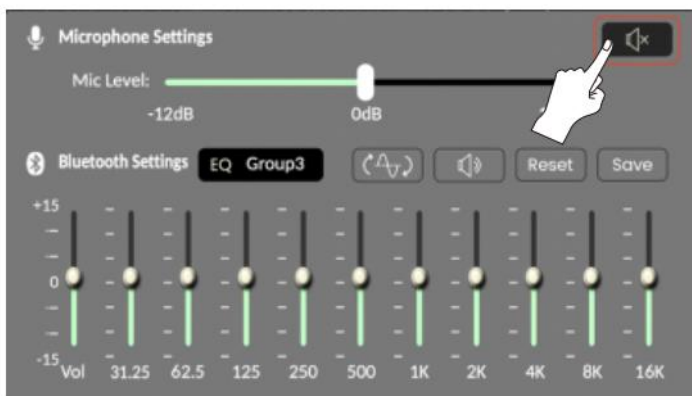 Microphone Settings
Mic Level:
-12dB 0dB
Bluetooth Settings EQ Group3 Reset Save
+15
0
-15
Vol 31.25 62.5 125 250 500 1K 2K 4K 8K 16K